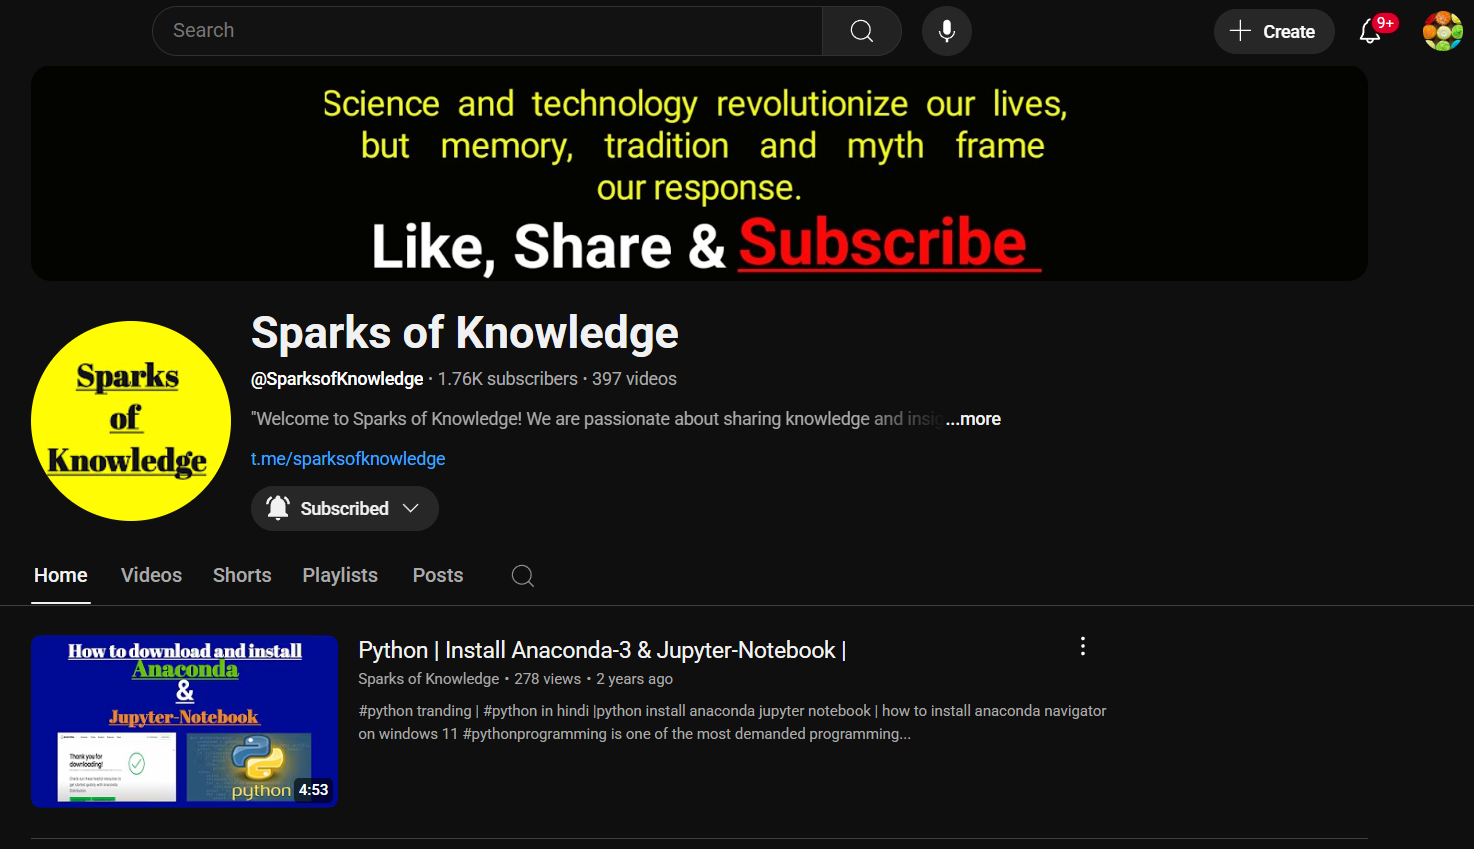 Search
Create
9+
Science and technology revolutionize our lives,
but memory, tradition and myth frame
our response.
Like, Share & Subscribe
Sparks
of
Knowledge
Sparks of Knowledge
@SparksofKnowledge • 1.76K subscribers • 397 videos
"Welcome to Sparks of Knowledge! We are passionate about sharing knowledge and insig ...more
t.me/sparksofknowledge
Subscribed
Home Videos Shorts Playlists Posts
How to download and install
Anaconda
&
Jupyter-Notebook
Thank you for
downloading!
python
4:53
Python | Install Anaconda-3 & Jupyter-Notebook |
Sparks of Knowledge • 278 views • 2 years ago
#python tranding | #python in hindi |python install anaconda jupyter notebook | how to install anaconda navigator
on windows 11 #pythonprogramming is one of the most demanded programming...